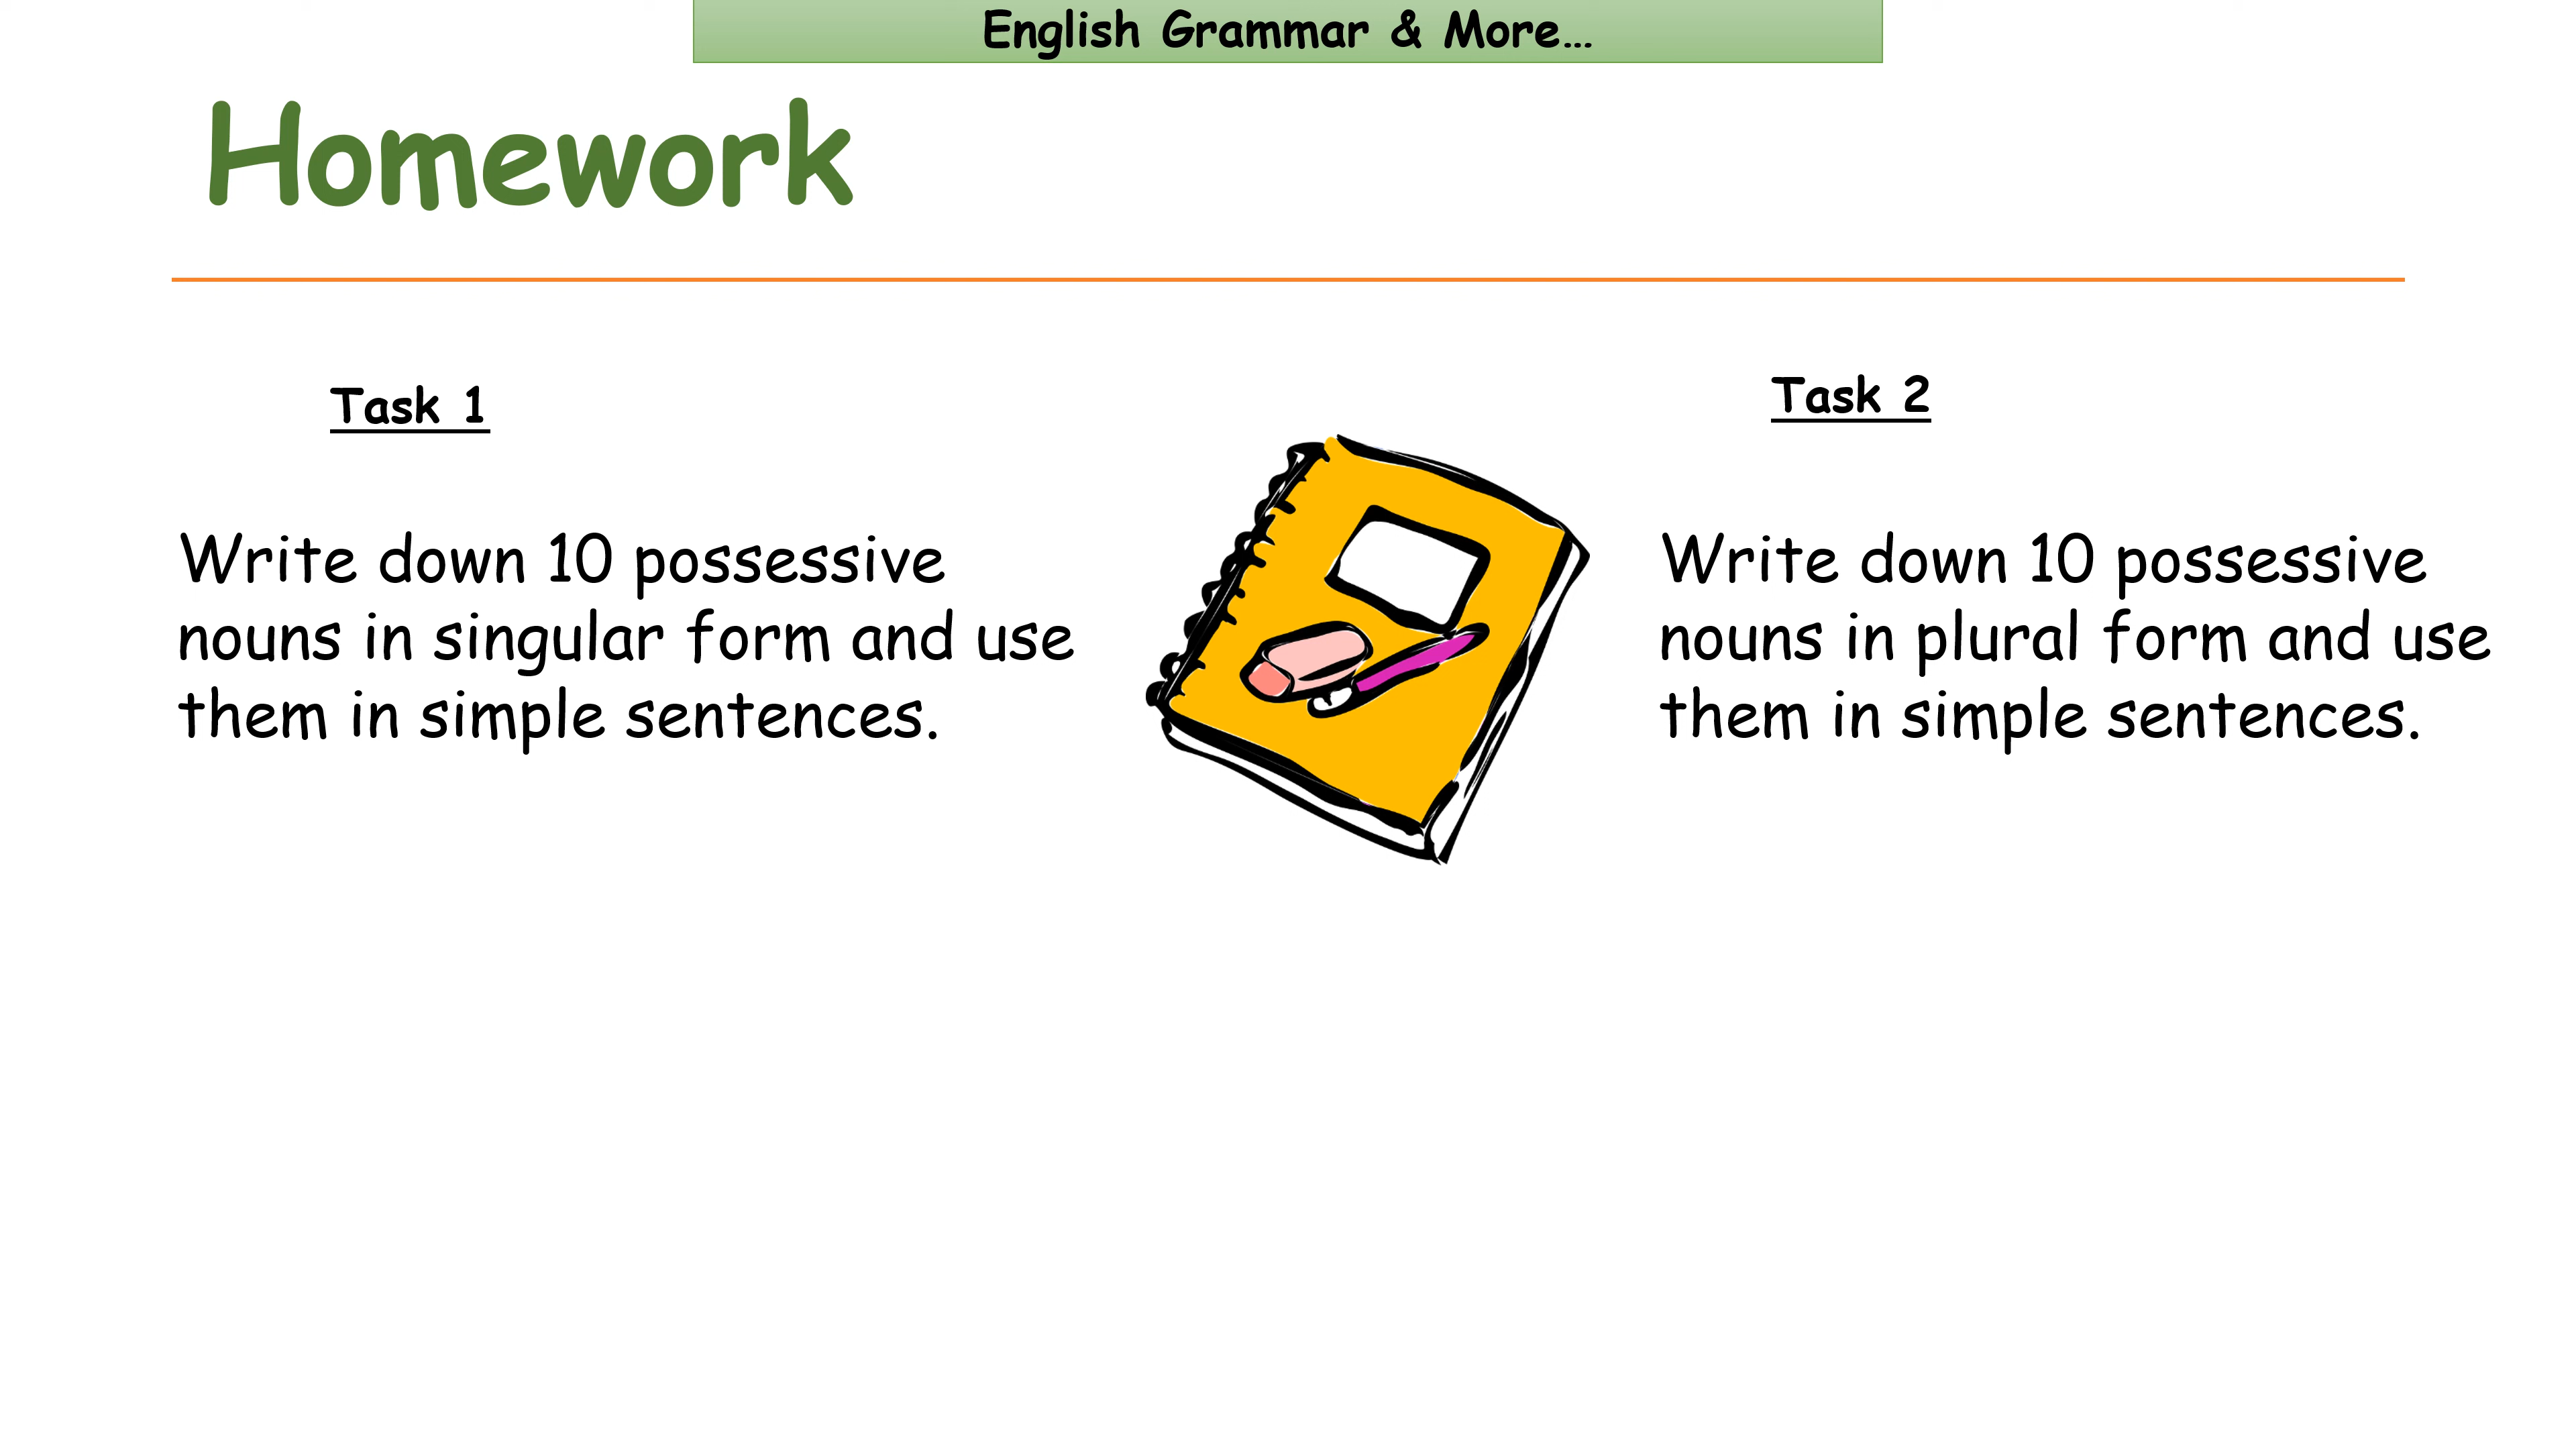 English Grammar & More...
Homework
Task 1
Write down 10 possessive
nouns in singular form and use
them in simple sentences.
Task 2
Write down 10 possessive
nouns in plural form and use
them in simple sentences.